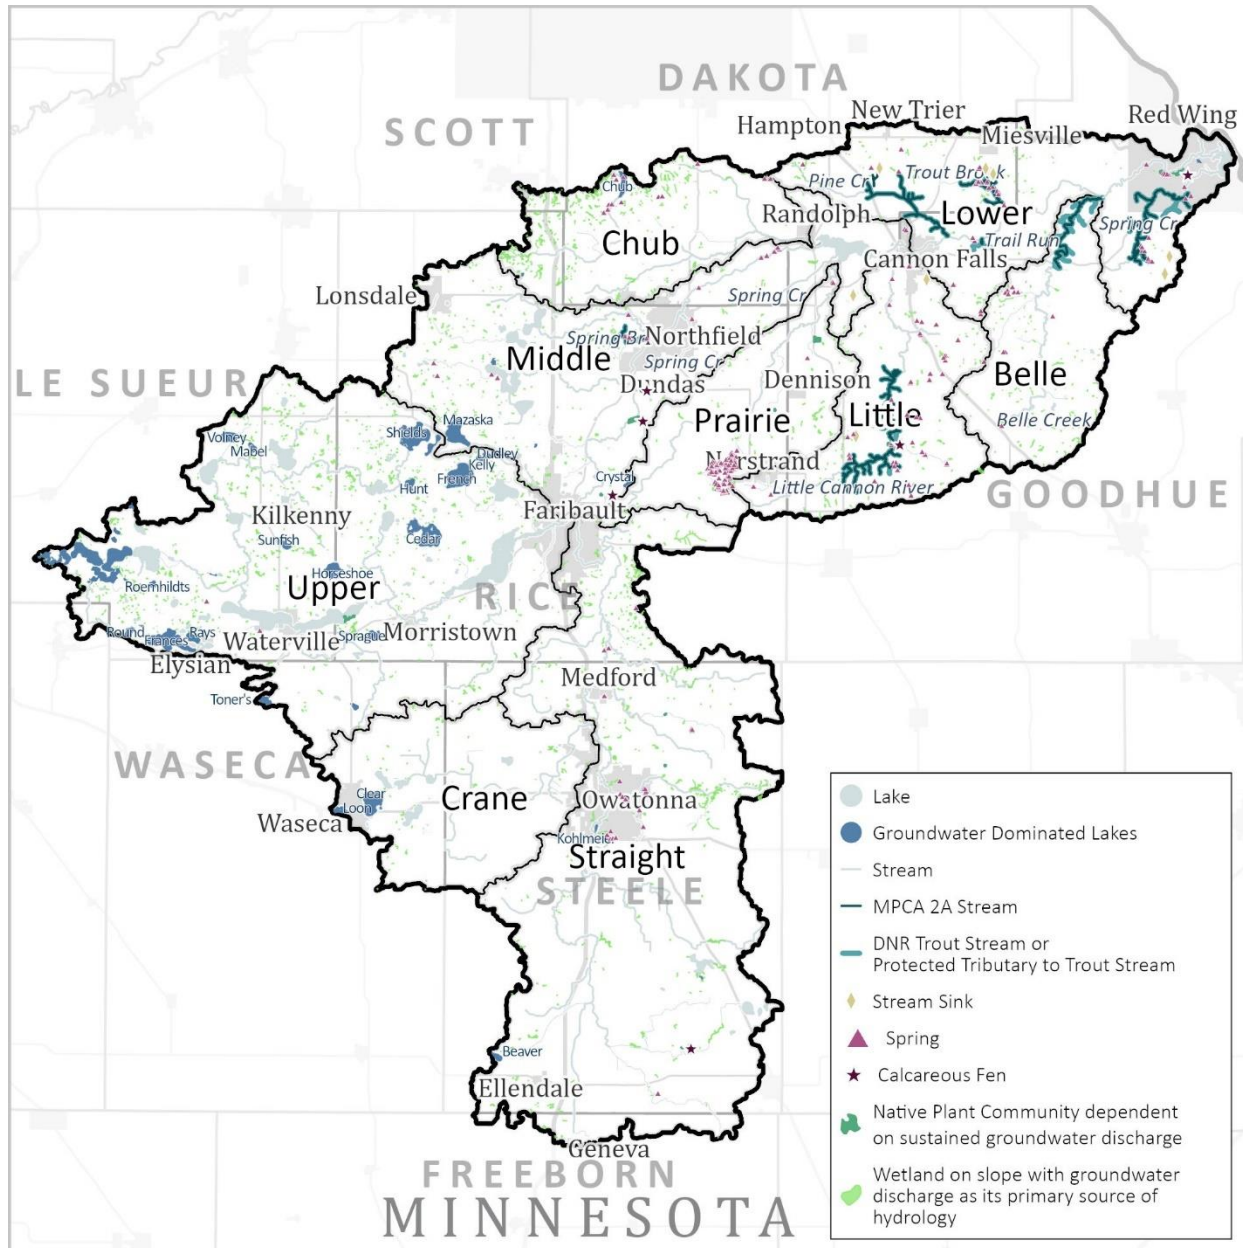 DAKOTA
New Trier
Red Wing
Hampton
SCOTT
Miesville
Chub
Pine Cr
Trout Brook
Randolph
Lower
Chub
Spring Cr
Trail Run
Cannon Falls
Lonsdale
Spring Cr
Spring Br
Northfield
Middle
Spring Cr
LE SUEUR
Dundas
Dennison
Belle
Prairie
Little
Mazaska
Belle Creek
Volney
Shields
Mabel
Dudley
Kelly
Nerstrand
French
Crystal
Hunt
Little Cannon River
GOODHUE
Kilkenny
Faribault
Sunfish
Cedar
Horseshoe
Roemhildts
Upper
RICE
Round
Frances
Rays
Waterville
Sprague
Morristown
Elysian
Medford
Toner's
WASECA
Clear
Loon
Crane
Owatonna
Waseca
Kohlmeier
Straight
STEELE
Beaver
Ellendale
Geneva
FREEBORN
MINNESOTA
Lake
Groundwater Dominated Lakes
Stream
MPCA 2A Stream
DNR Trout Stream or
Protected Tributary to Trout Stream
Stream Sink
Spring
Calcareous Fen
Native Plant Community dependent
on sustained groundwater discharge
Wetland on slope with groundwater
discharge as its primary source of
hydrology